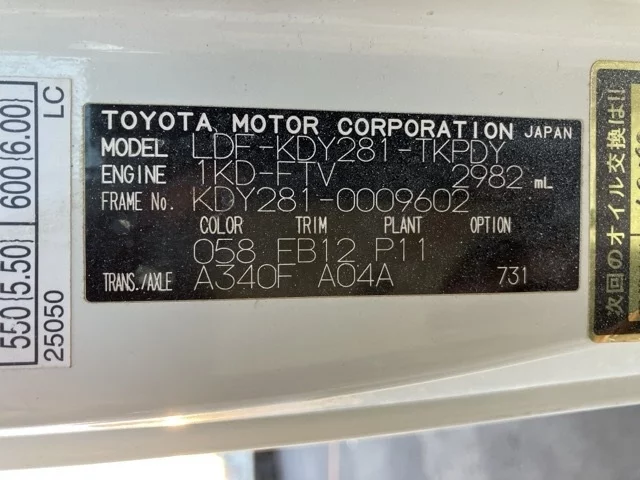 TOYOTA MOTOR CORPORATION JAPAN
MODEL LDF-KDY281-TKPDY
ENGINE 1KD-FTV 2982 mL
FRAME No. KDY281-0009602
COLOR TRIM PLANT
058 EB12 P11
TRANS./AXLE A340F A04A 731
550(5.50) 600(6.00)
25050 LC
次回のオイル交換は!!